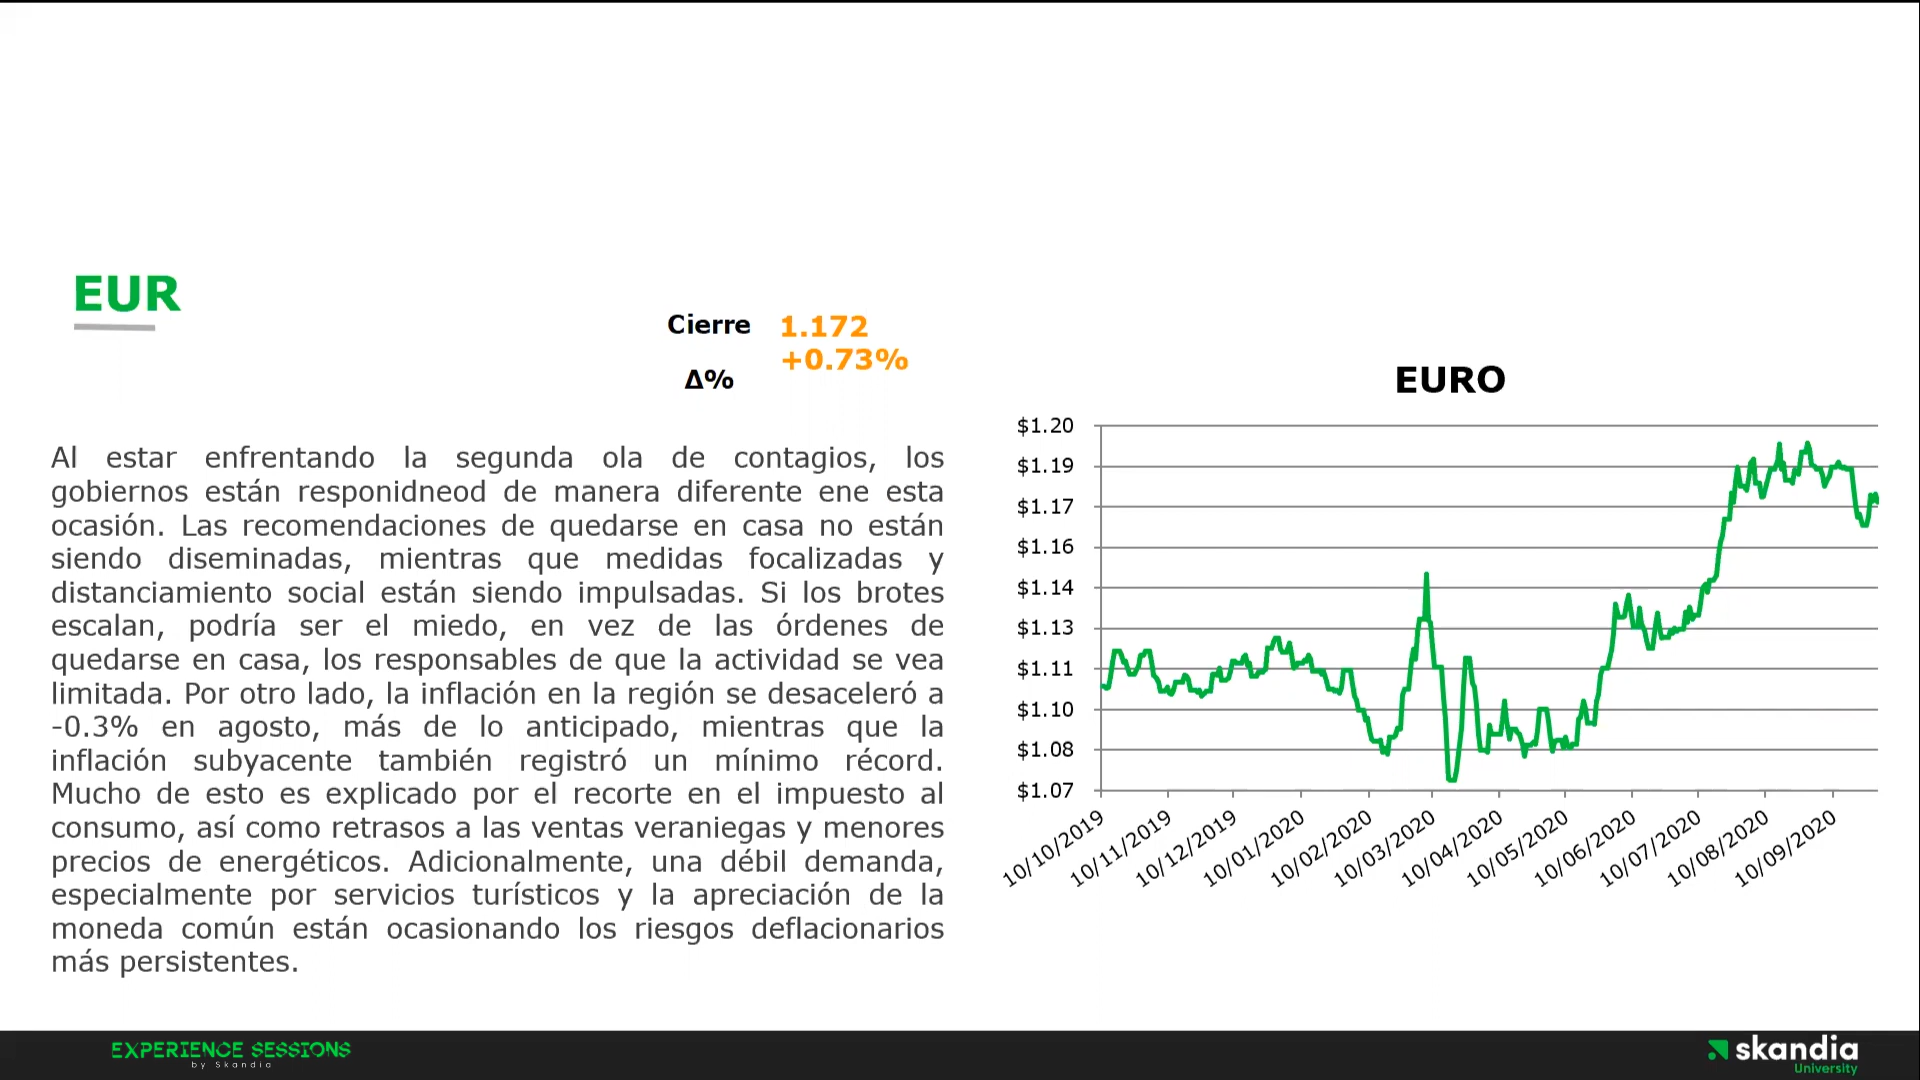 EUR
Cierre 1.172
+0.73%
Δ%
Al estar enfrentando la segunda ola de contagios, los
gobiernos están responidneod de manera diferente ene esta
ocasión. Las recomendaciones de quedarse en casa no están
siendo diseminadas, mientras que medidas focalizadas y
distanciamiento social están siendo impulsadas. Si los brotes
escalan, podría ser el miedo, en vez de las órdenes de
quedarse en casa, los responsables de que la actividad se vea
limitada. Por otro lado, la inflación en la región se desaceleró a
-0.3% en agosto, más de lo anticipado, mientras que la
inflación subyacente también registró un mínimo récord.
Mucho de esto es explicado por el recorte en el impuesto al
consumo, así como retrasos a las ventas veraniegas y menores
precios de energéticos. Adicionalmente, una débil demanda,
especialmente por servicios turísticos y la apreciación de la
moneda común están ocasionando los riesgos deflacionarios
más persistentes.
EURO
$1.20
$1.19
$1.17
$1.16
$1.14
$1.13
$1.11
$1.10
$1.08
$1.07
10/10/2019
10/11/2019
10/12/2019
10/01/2020
10/02/2020
10/03/2020
10/04/2020
10/05/2020
10/06/2020
10/07/2020
10/08/2020
10/09/2020
EXPERIENCE SESSIONS
by Skandia
skandia
University